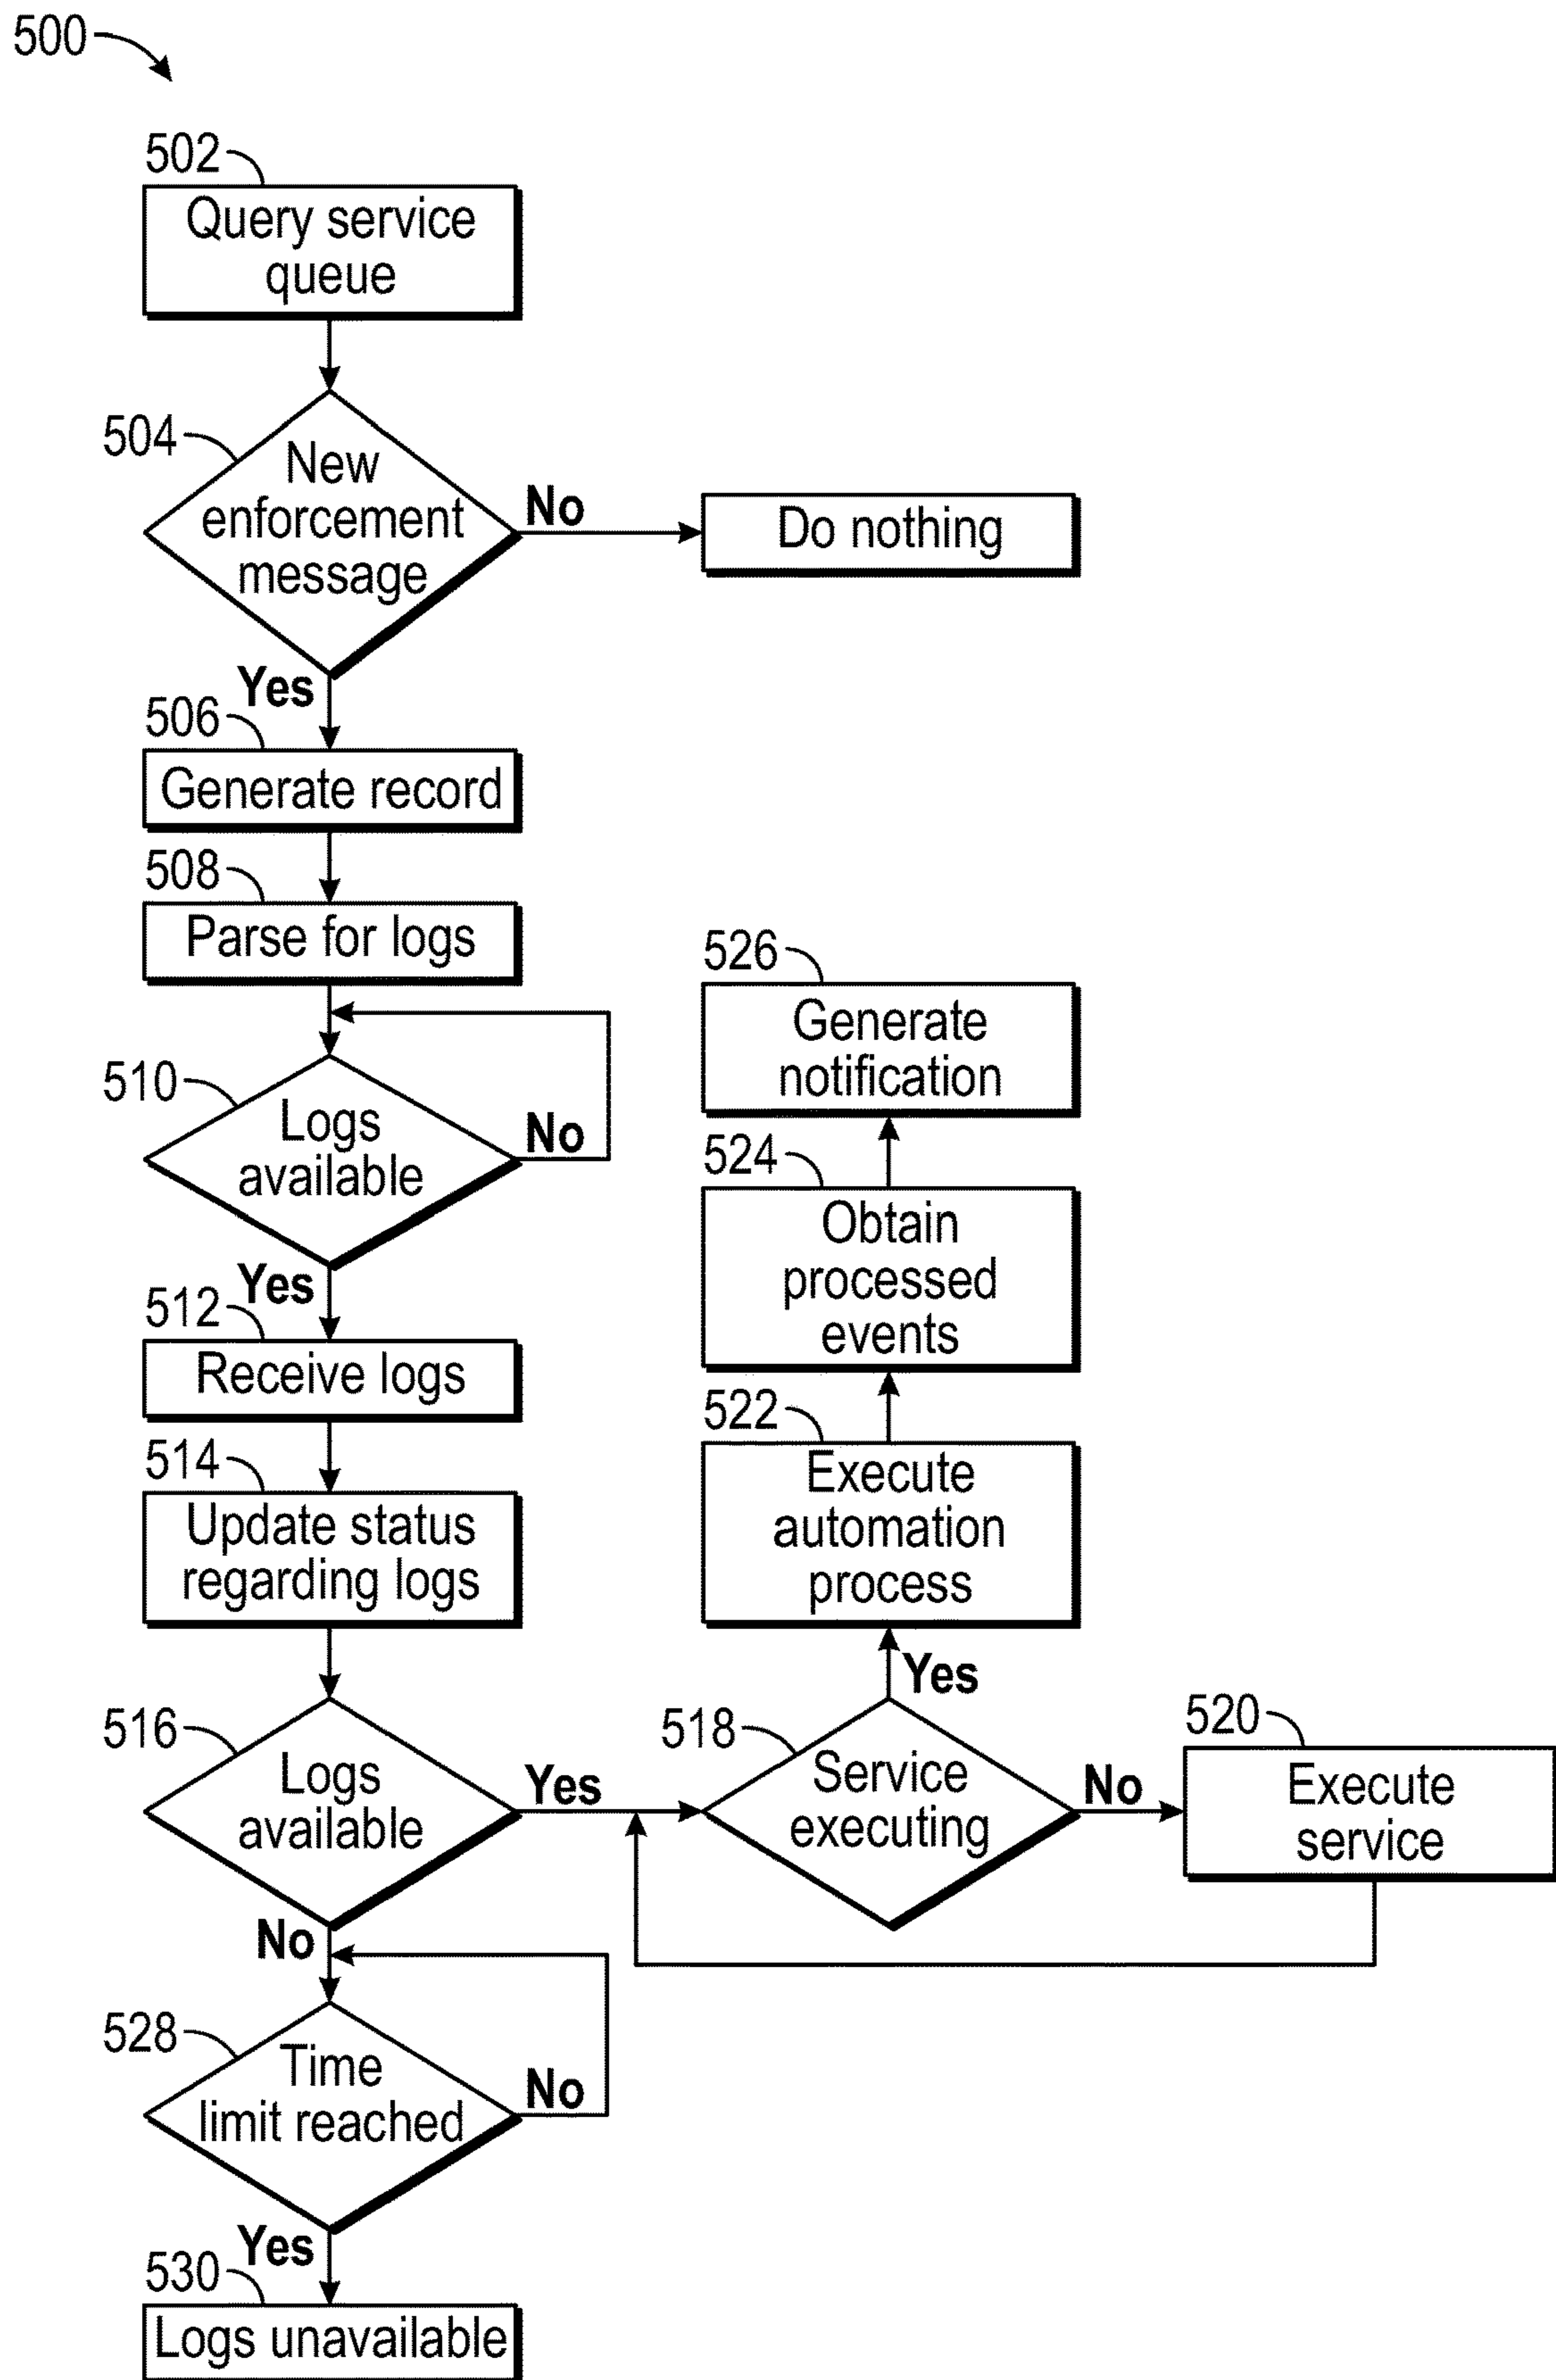 500
502
Query service
queue
504
New
enforcement
message
No
Do nothing
Yes
506
Generate record
508
Parse for logs
510
Logs
available
No
Yes
512
Receive logs
514
Update status
regarding logs
516
Logs
available
Yes
518
Service
executing
No
520
Execute
service
Yes
522
Execute
automation
process
524
Obtain
processed
events
526
Generate
notification
No
528
Time
limit reached
No
Yes
530
Logs unavailable